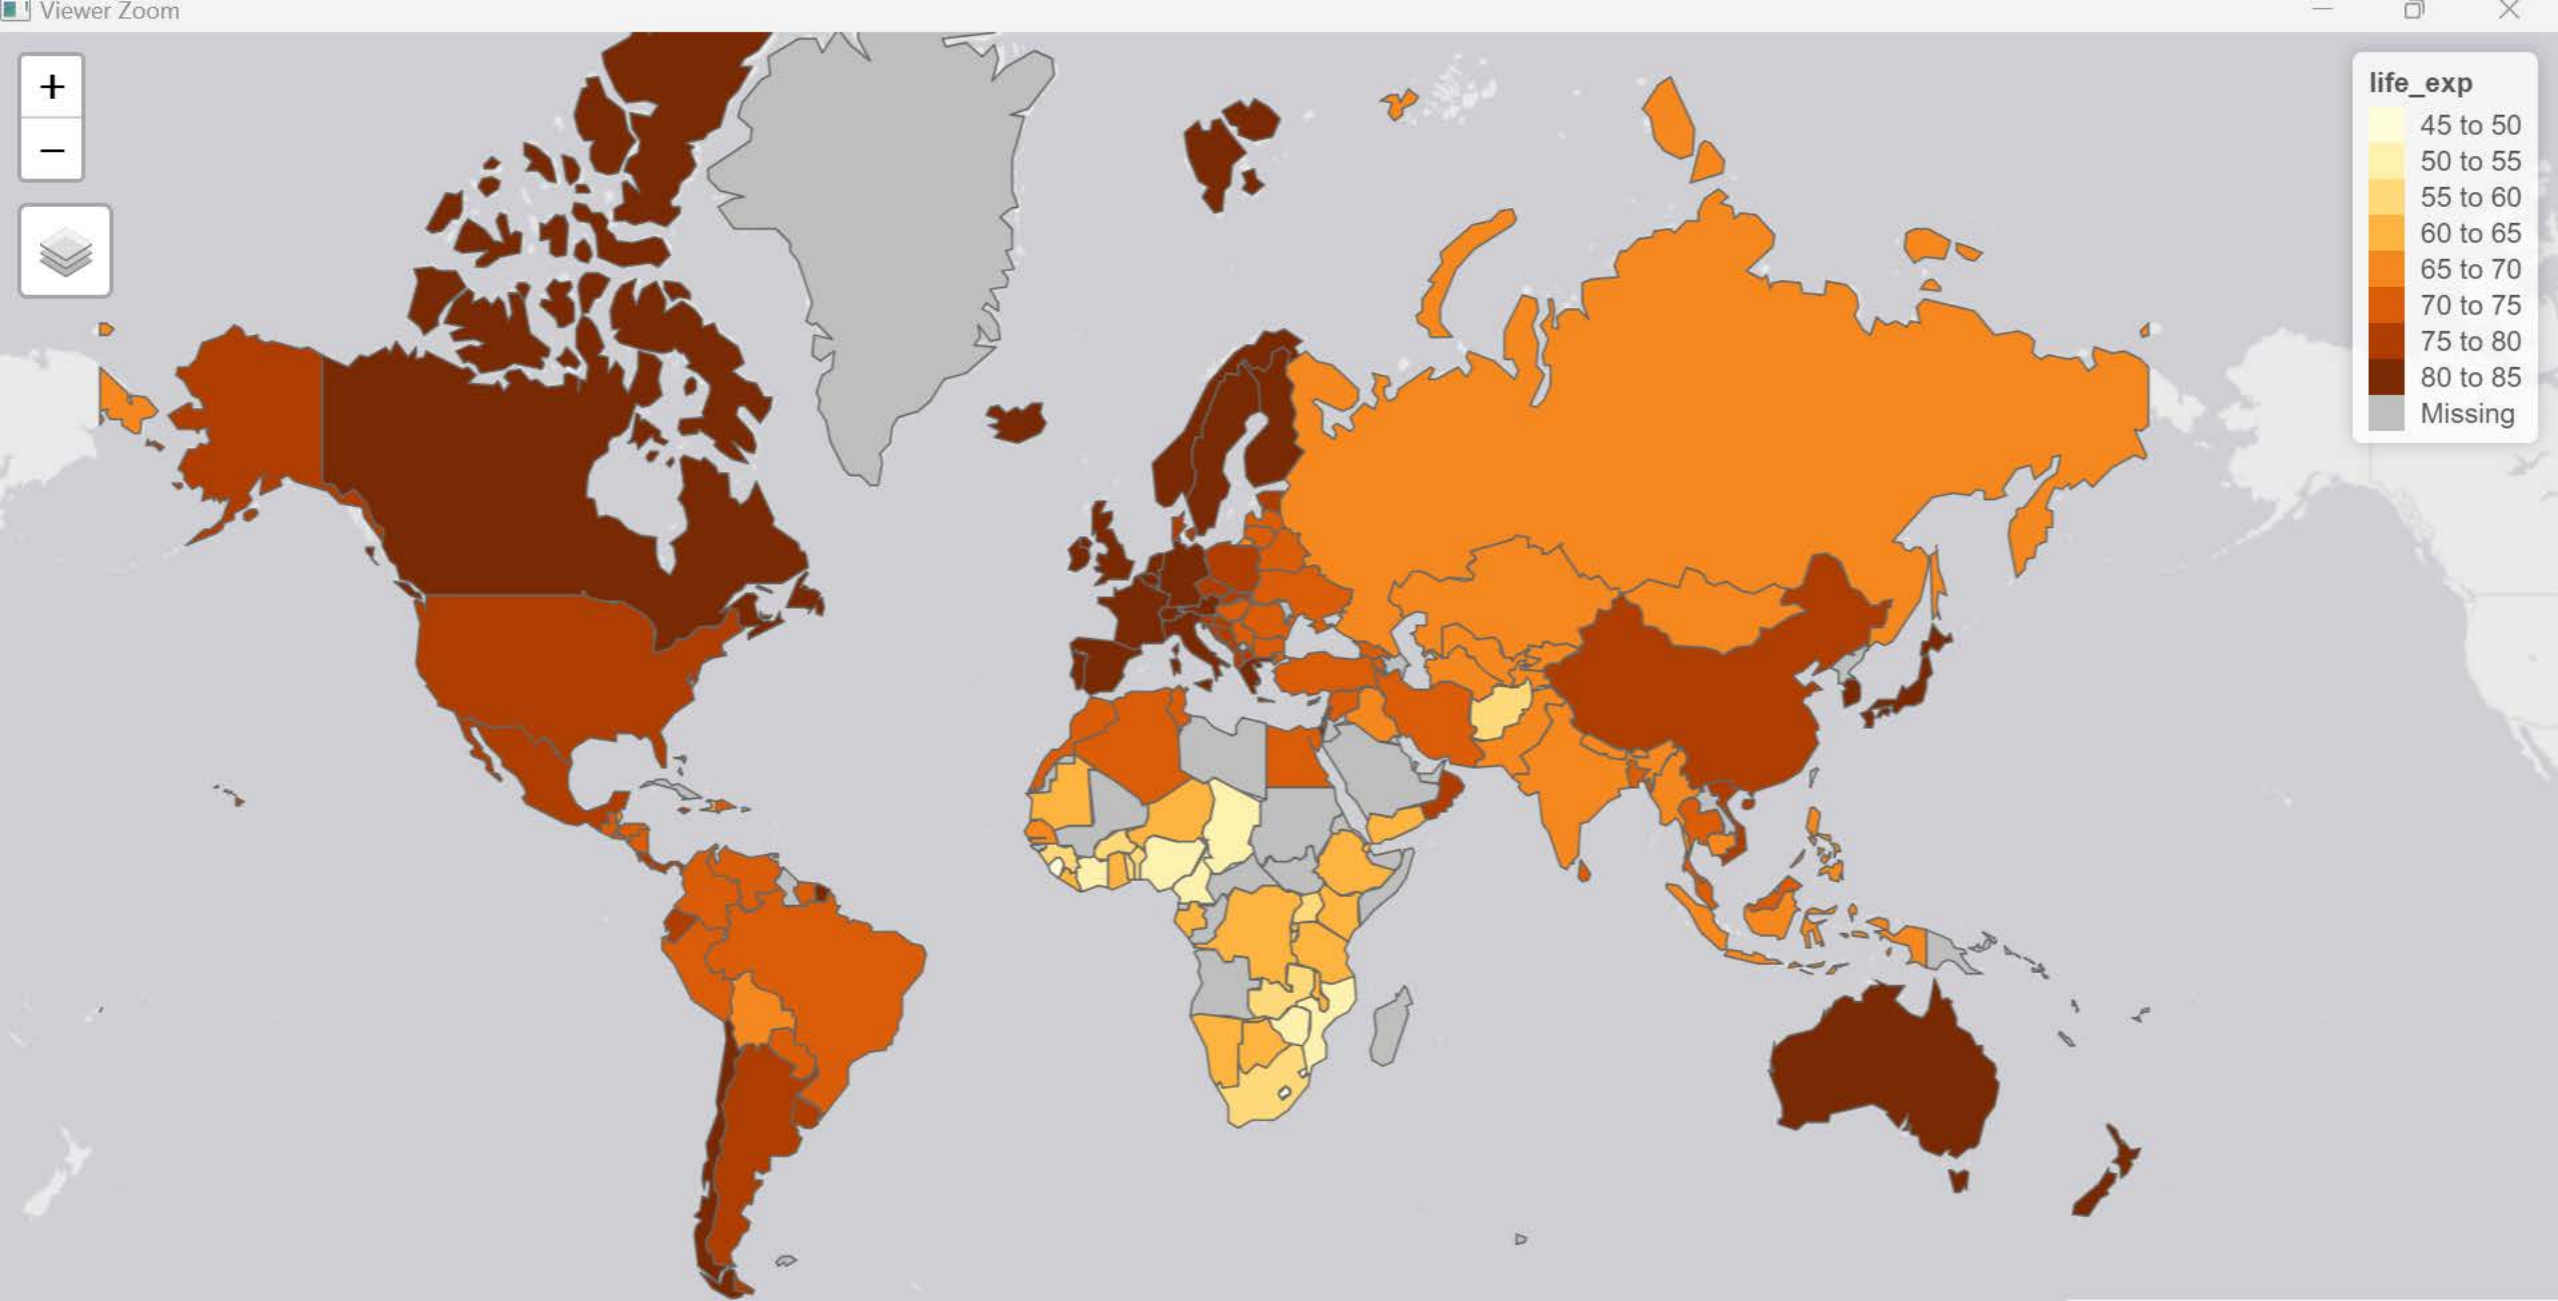 Viewer Zoom
+
−
life_exp
45 to 50
50 to 55
55 to 60
60 to 65
65 to 70
70 to 75
75 to 80
80 to 85
Missing